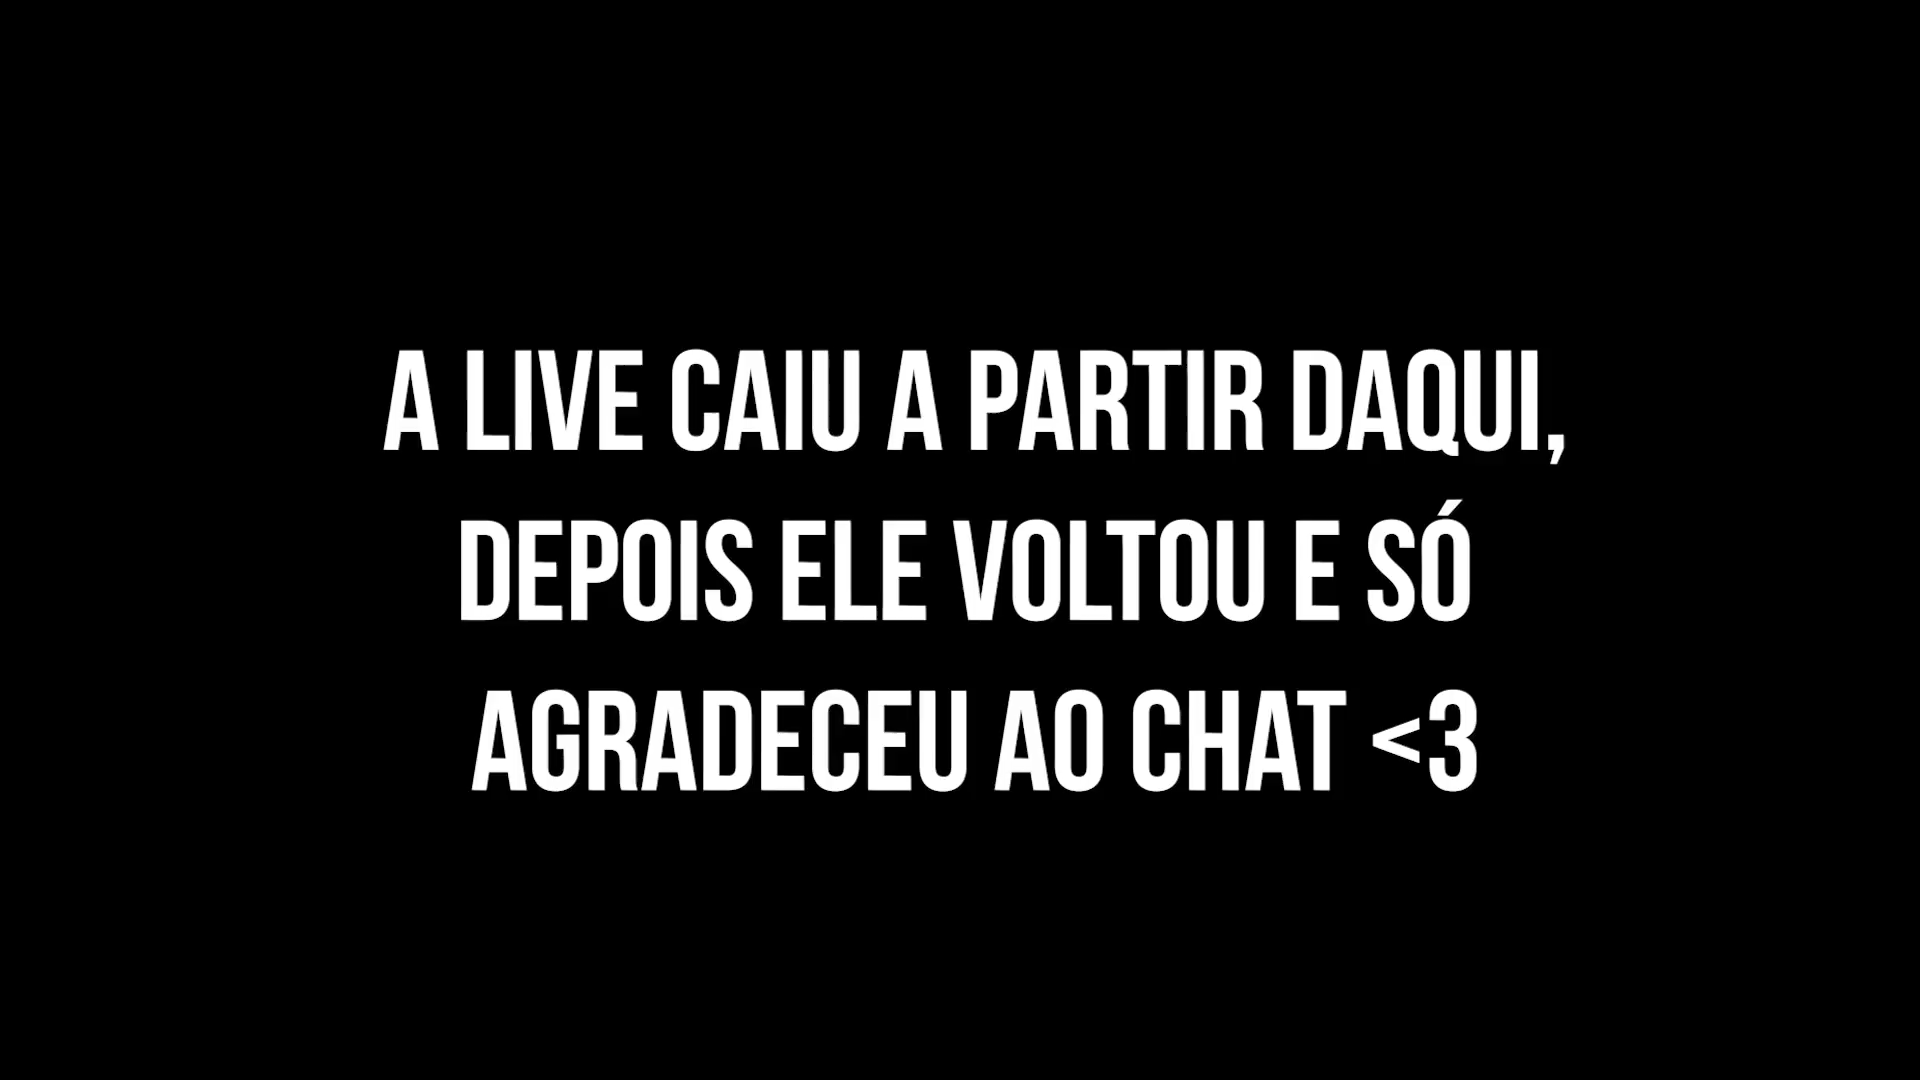 A LIVE CAIU A PARTIR DAQUI,
DEPOIS ELE VOLTOU E SÓ
AGRADECEU AO CHAT <3